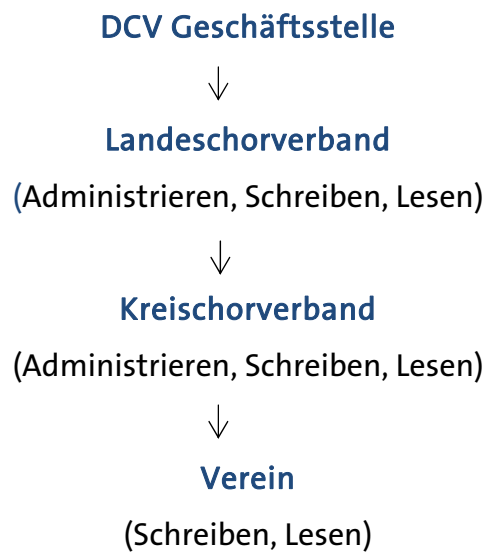 DCV Geschäftsstelle
Landeschorverband
(Administrieren, Schreiben, Lesen)
Kreischorverband
(Administrieren, Schreiben, Lesen)
Verein
(Schreiben, Lesen)